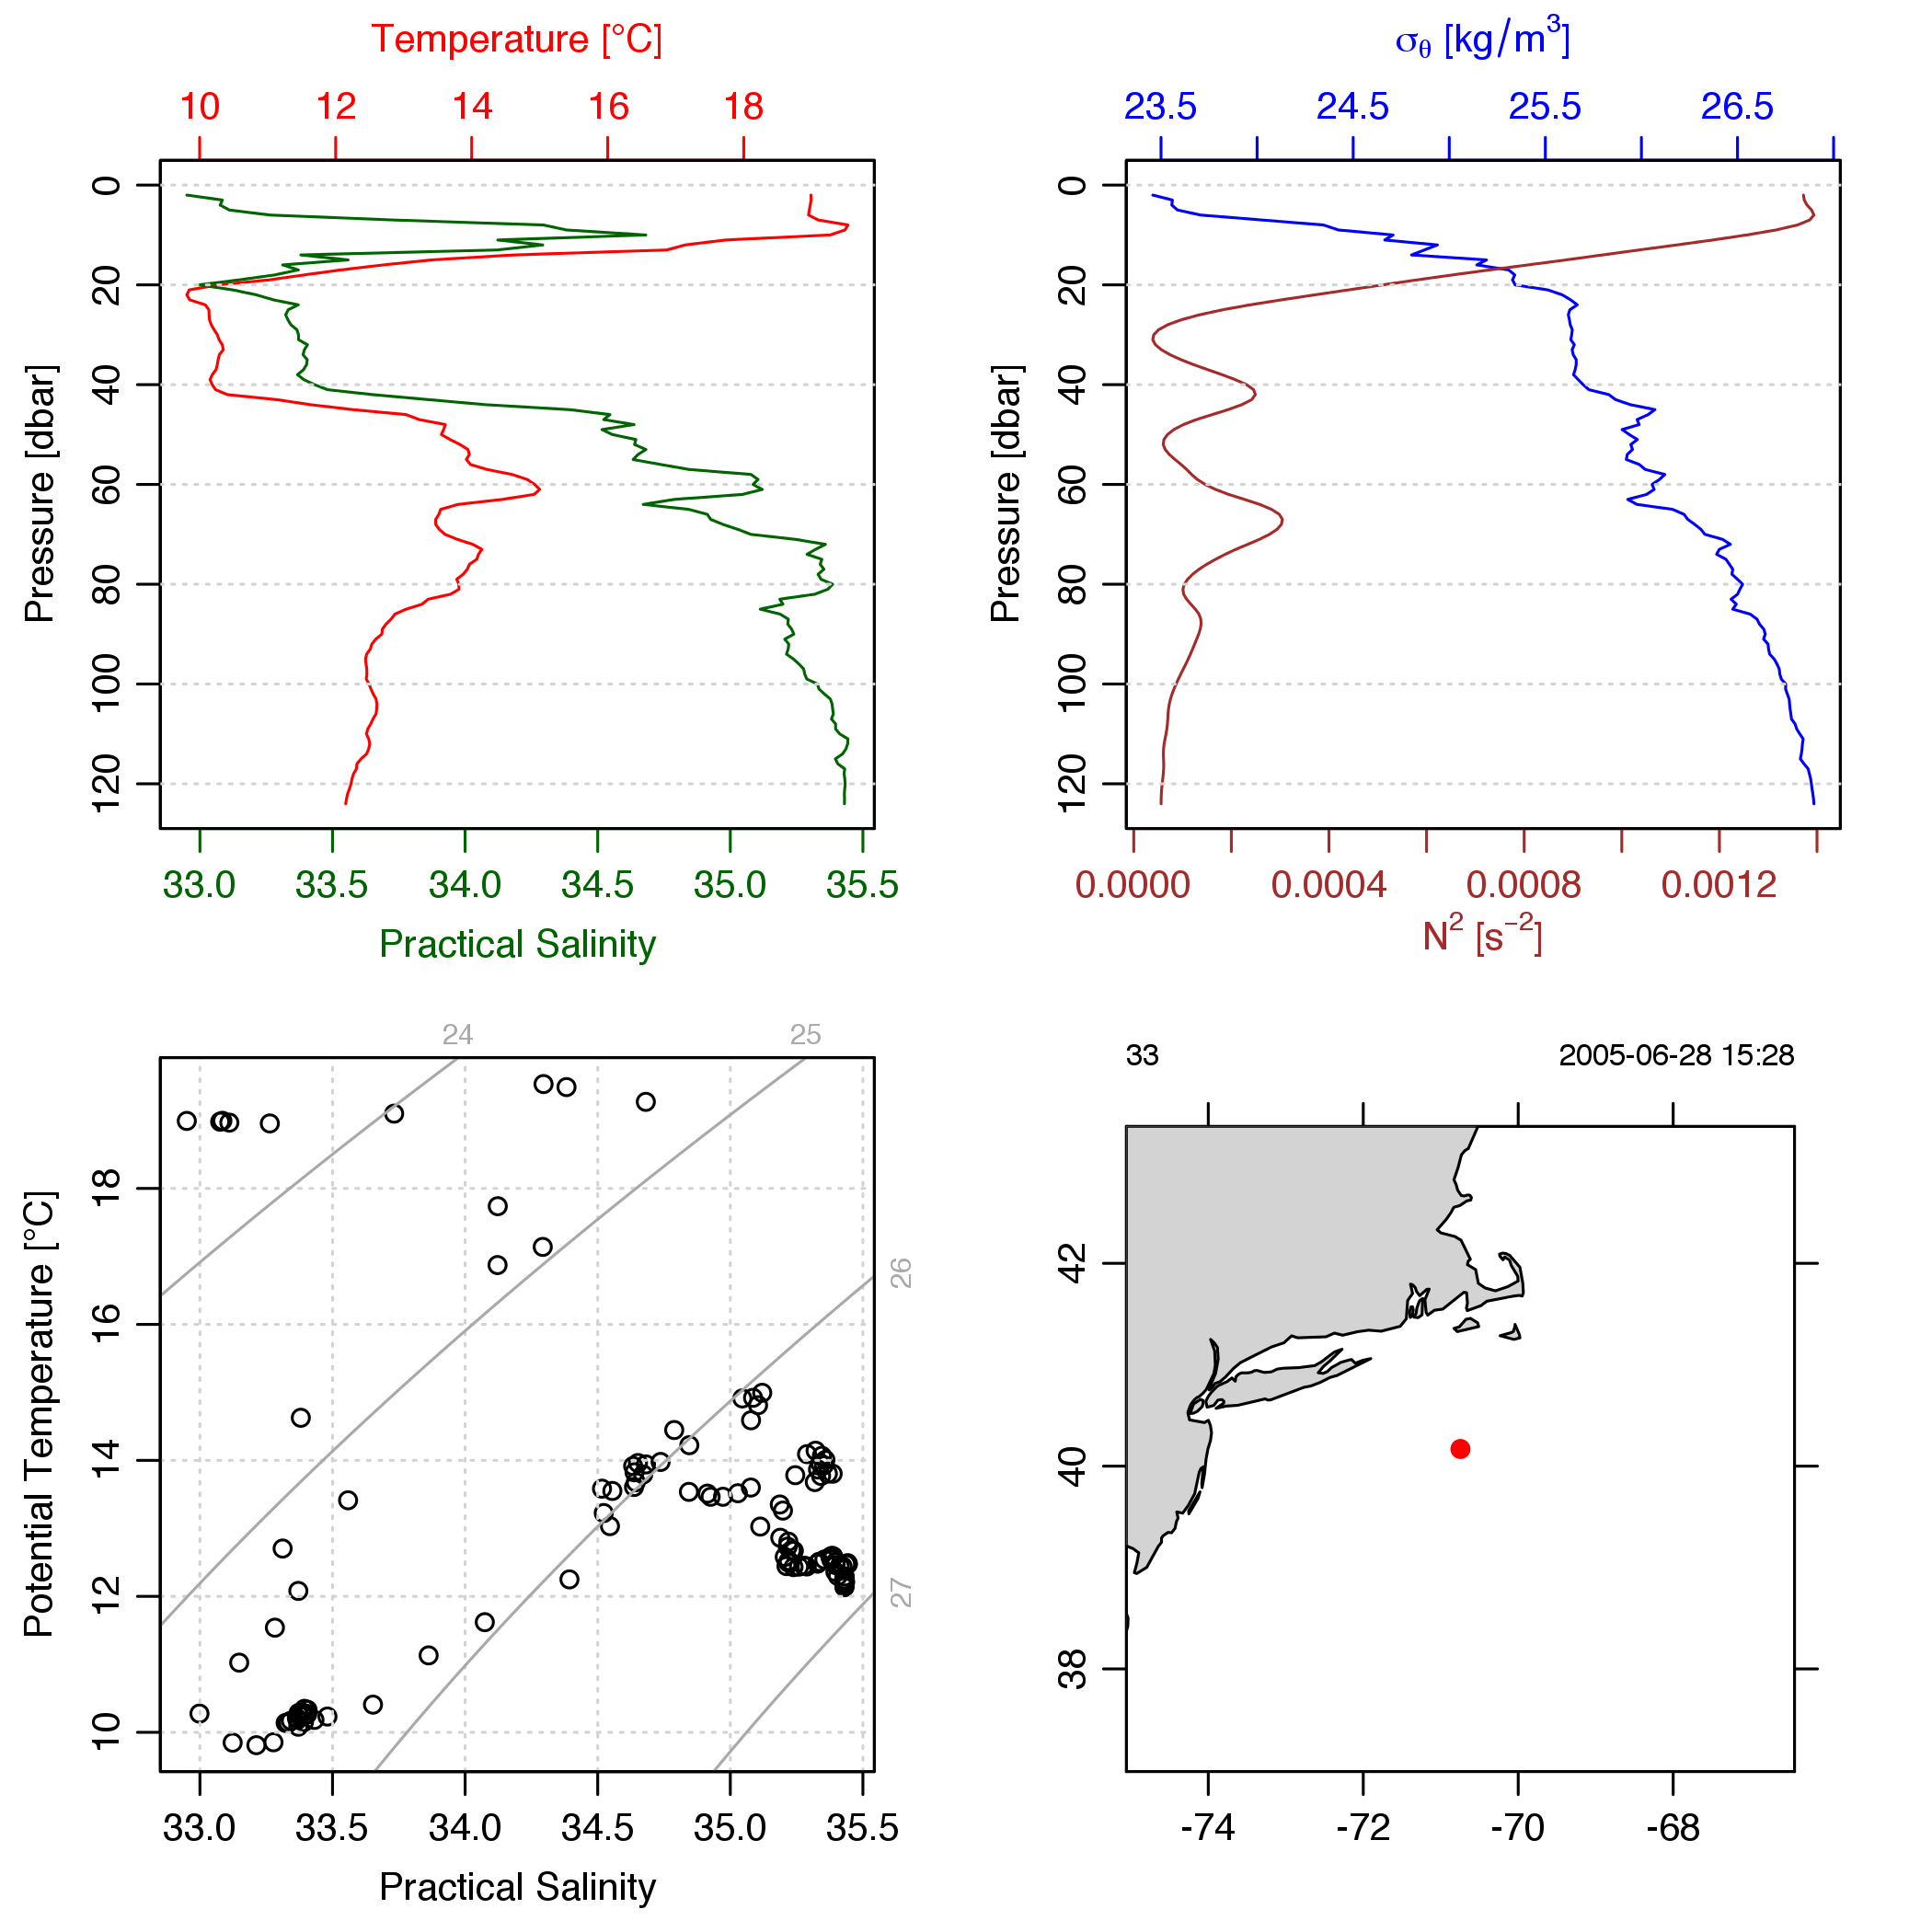 Temperature [°C]
10 12 14 16 18
0
20
40
60
80
100
120
Pressure [dbar]
33.0 33.5 34.0 34.5 35.0 35.5
Practical Salinity
σθ [kg/m³]
23.5 24.5 25.5 26.5
0
20
40
60
80
100
120
Pressure [dbar]
0.0000 0.0004 0.0008 0.0012
N² [s⁻²]
24 25
26
27
18
16
14
12
10
Potential Temperature [°C]
33.0 33.5 34.0 34.5 35.0 35.5
Practical Salinity
33 2005-06-28 15:28
42
40
38
-74 -72 -70 -68